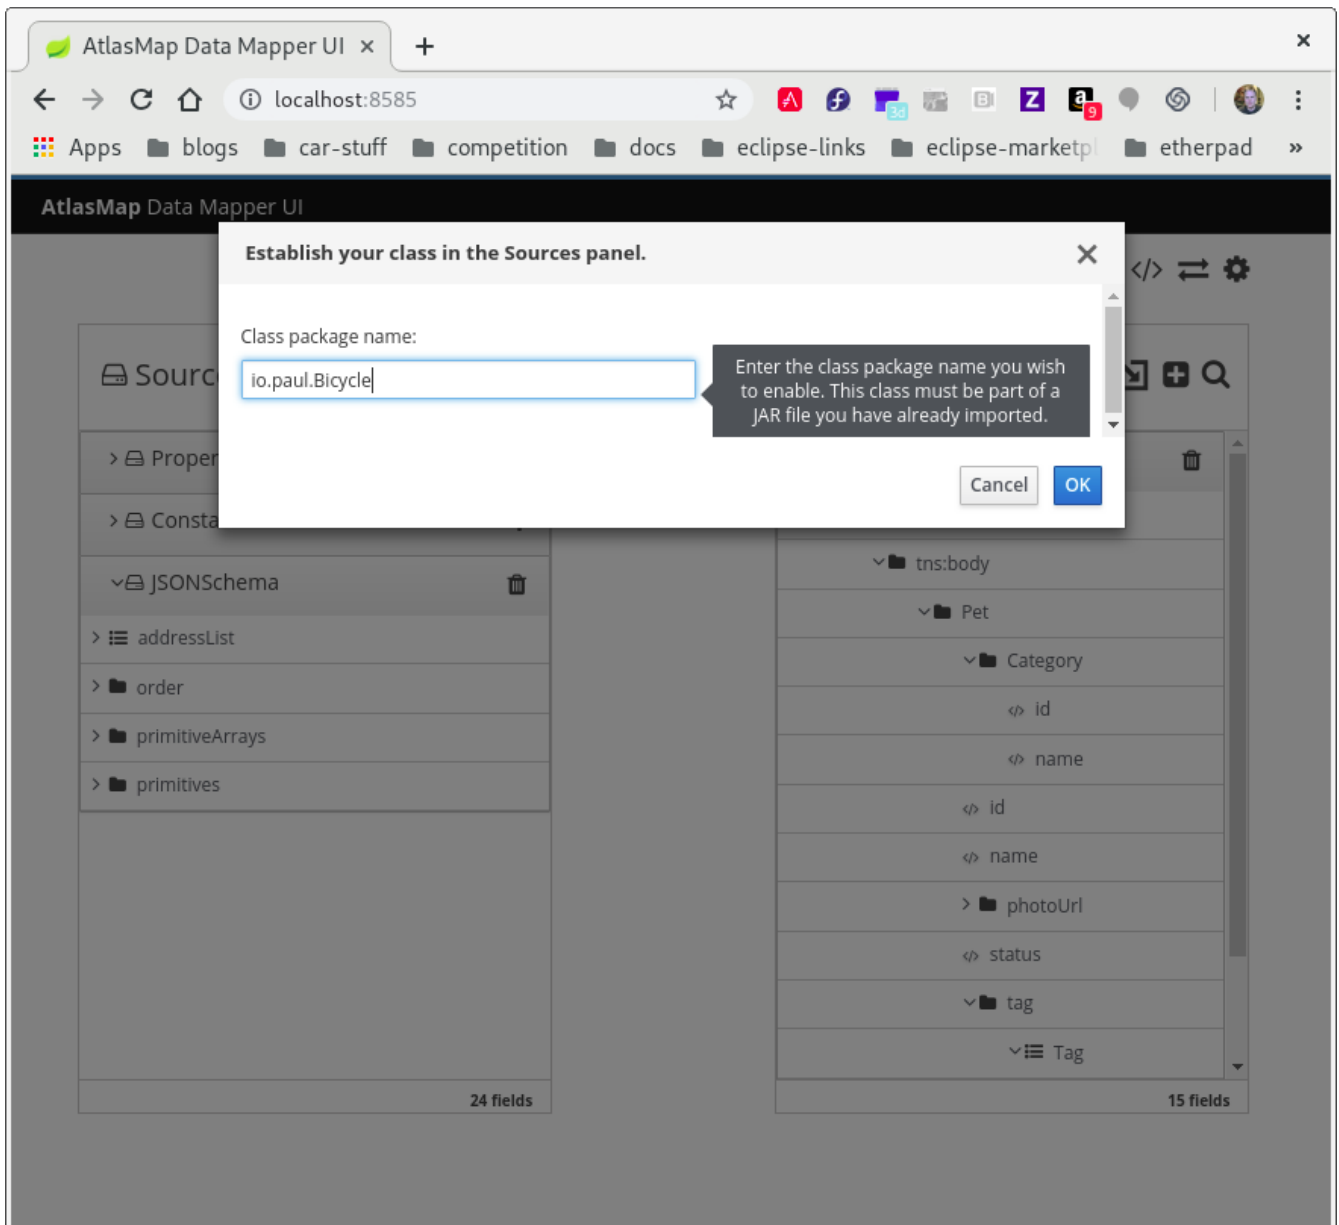 AtlasMap Data Mapper UI
localhost:8585
3d
B
Z
a
9
Apps blogs car-stuff competition docs eclipse-links eclipse-marketpl etherpad »
AtlasMap Data Mapper UI
Establish your class in the Sources panel.
Class package name:
io.paul.Bicycle
Enter the class package name you wish
to enable. This class must be part of a
JAR file you have already imported.
Cancel OK
Sourc
Proper
Consta
JSONSchema
addressList
order
primitiveArrays
primitives
24 fields
tns:body
Pet
Category
id
name
id
name
photoUrl
status
tag
Tag
15 fields